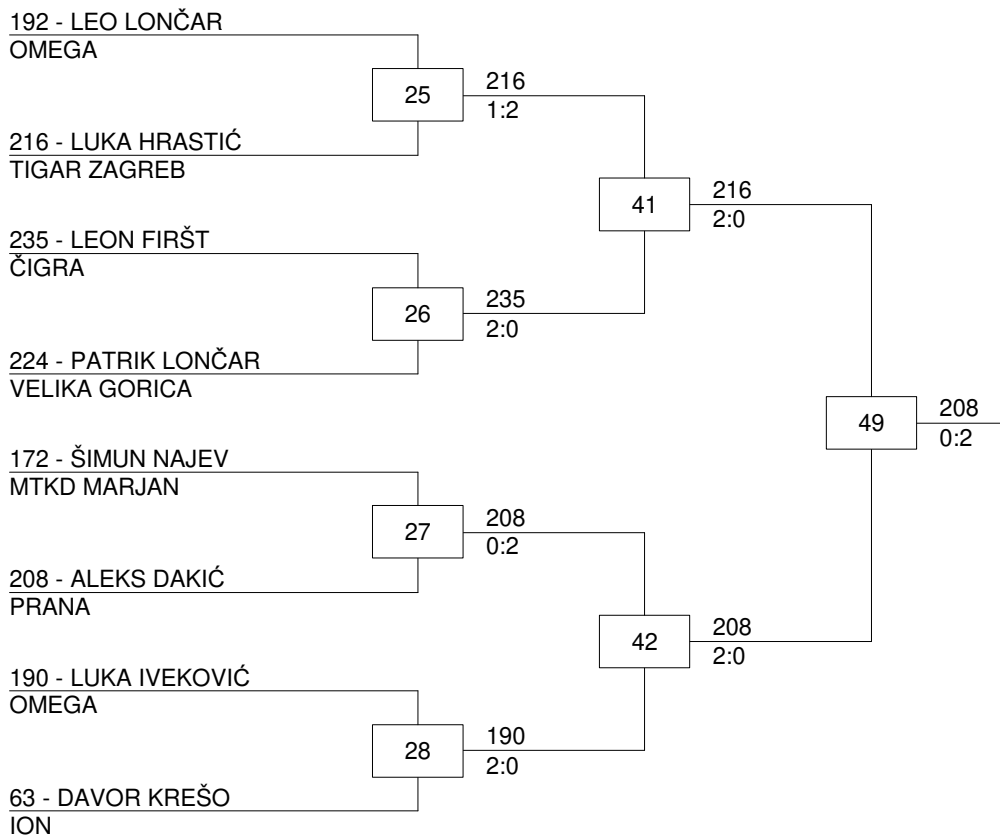 192 - LEO LONČAR
OMEGA
25
216
1:2
216 - LUKA HRASTIĆ
TIGAR ZAGREB
41
216
2:0
235 - LEON FIRŠT
ČIGRA
26
235
2:0
224 - PATRIK LONČAR
VELIKA GORICA
49
208
0:2
172 - ŠIMUN NAJEV
MTKD MARJAN
27
208
0:2
208 - ALEKS DAKIĆ
PRANA
42
208
2:0
190 - LUKA IVEKOVIĆ
OMEGA
28
190
2:0
63 - DAVOR KREŠO
ION